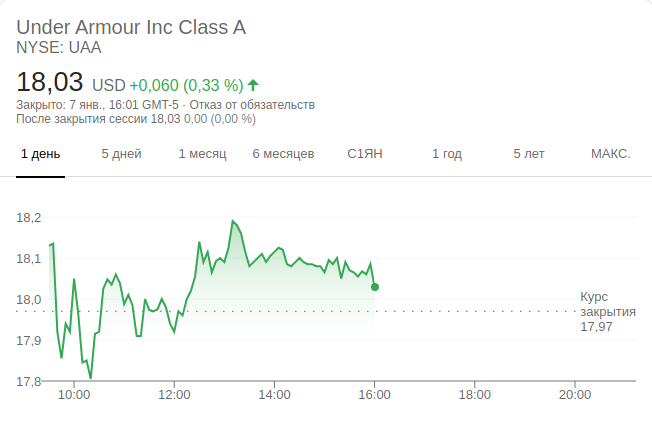 Under Armour Inc Class A
NYSE: UAA
18,03 USD +0,060 (0,33 %)
Закрыто: 7 янв., 16:01 GMT-5 · Отказ от обязательств
После закрытия сессии 18,03 0,00 (0,00 %)
1 день 5 дней 1 месяц 6 месяцев С1ЯН 1 год 5 лет МАКС.
18,2
18,1
18,0
17,9
17,8
Курс
закрытия
17,97
10:00 12:00 14:00 16:00 18:00 20:00